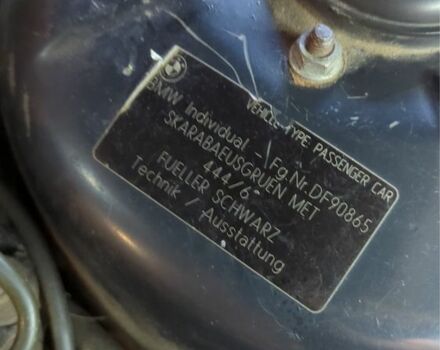 VEHICLE TYPE PASSENGER CAR
BMW Individual - Fg.Nr. DF90865
SKARABAEUSGRUEN MET
444/6
FUELLER SCHWARZ
Technik / Ausstattung